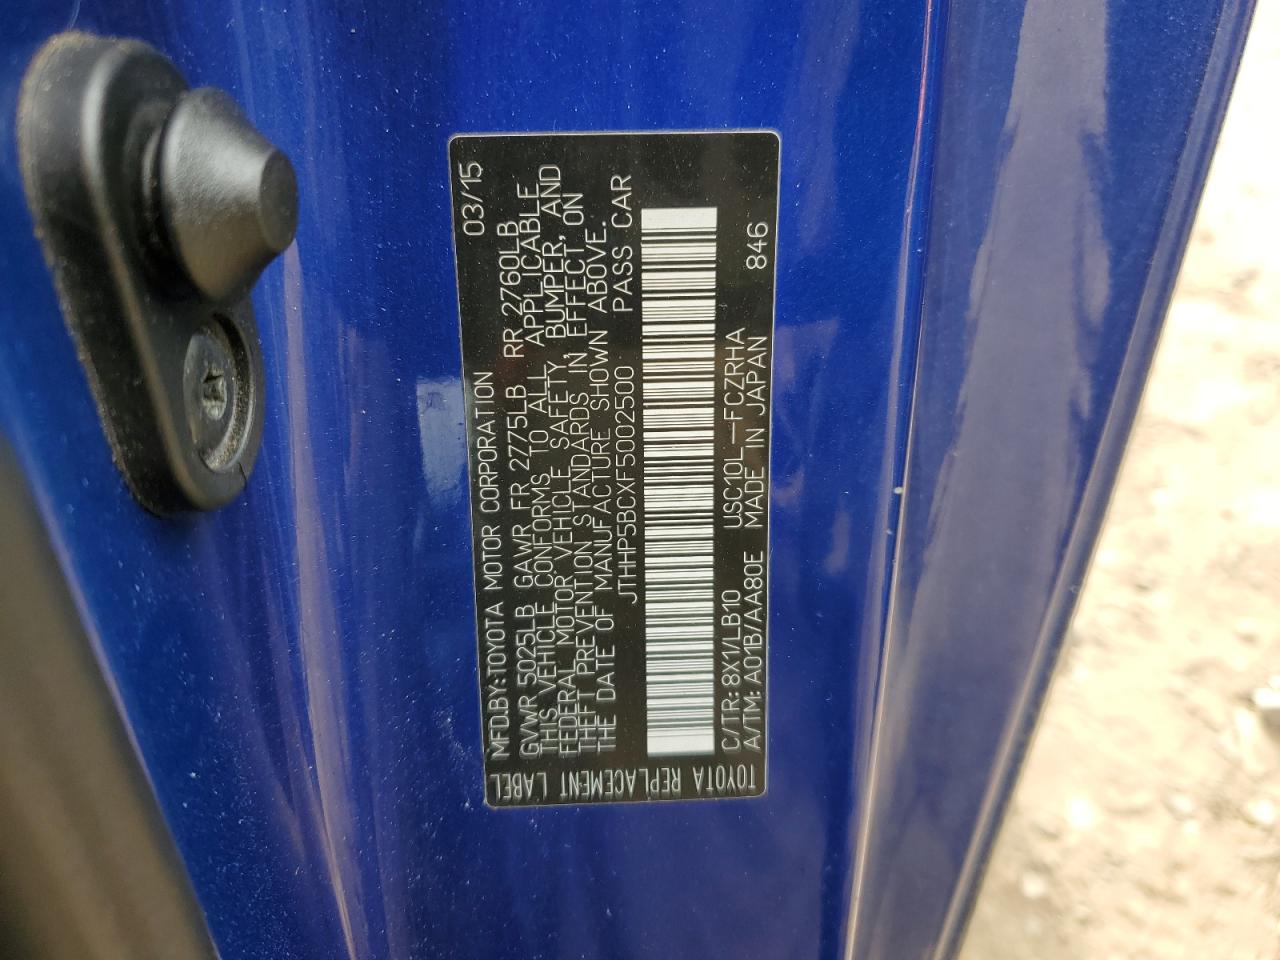 MFD.BY:TOYOTA MOTOR CORPORATION 03/15
GVWR 5025LB GAWR FR 2775LB RR 2760LB
THIS VEHICLE CONFORMS TO ALL APPLICABLE
FEDERAL MOTOR VEHICLE SAFETY, BUMPER, AND
THEFT PREVENTION STANDARDS IN EFFECT ON
THE DATE OF MANUFACTURE SHOWN ABOVE.
JTHHP5BCXF5002500 PASS CAR
C/TR: 8X1/LB10 USC10L-FCZRHA 846
A/TM: A01B/AA80E MADE IN JAPAN
TOYOTA REPLACEMENT LABEL